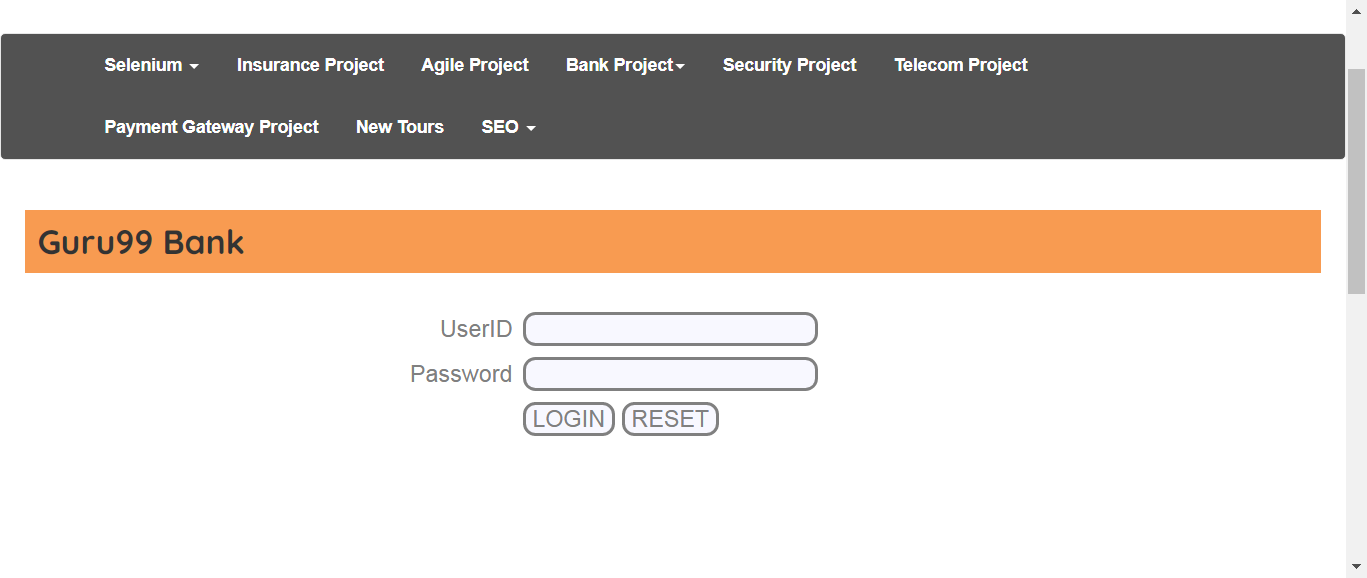 Selenium Insurance Project Agile Project Bank Project Security Project Telecom Project
Payment Gateway Project New Tours SEO
Guru99 Bank
UserID
Password
LOGIN RESET